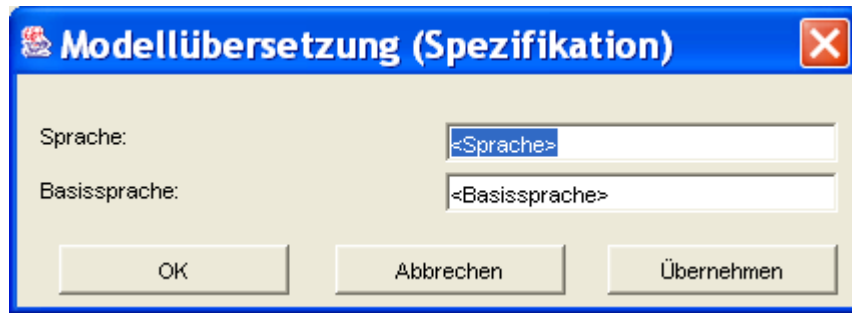 Modellübersetzung (Spezifikation)
Sprache: <Sprache>
Basissprache: <Basissprache>
OK Abbrechen Übernehmen